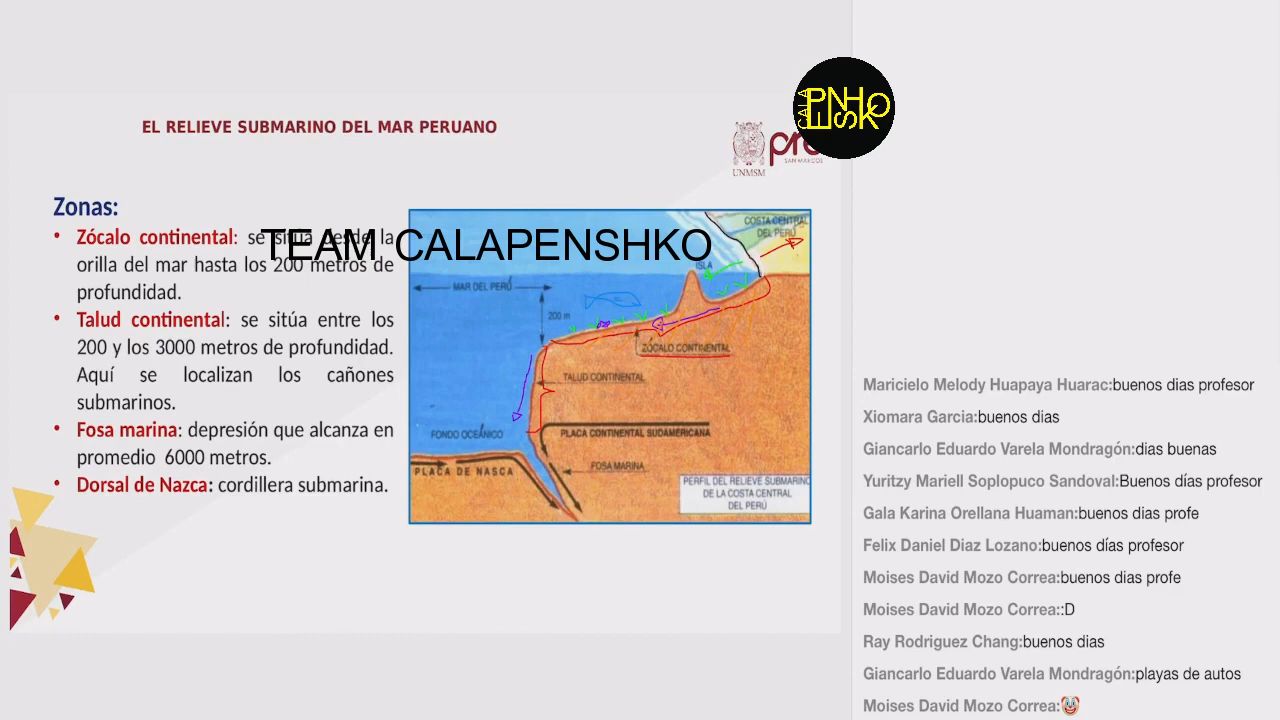 EL RELIEVE SUBMARINO DEL MAR PERUANO
CALA
PENHO
ESK
pre
SAN MARCOS
UNMSM
Zonas:
• Zócalo continental: se sitúa desde la
orilla del mar hasta los 200 metros de
profundidad.
• Talud continental: se sitúa entre los
200 y los 3000 metros de profundidad.
Aquí se localizan los cañones
submarinos.
• Fosa marina: depresión que alcanza en
promedio 6000 metros.
• Dorsal de Nazca: cordillera submarina.
TEAM CALAPENSHKO
COSTA CENTRAL
DEL PERÚ
ISLA
MAR DEL PERÚ
200 m
ZÓCALO CONTINENTAL
TALUD CONTINENTAL
FONDO OCEÁNICO
PLACA CONTINENTAL SUDAMERICANA
PLACA DE NASCA
FOSA MARINA
PERFIL DEL RELIEVE SUBMARINO
DE LA COSTA CENTRAL
DEL PERÚ
Maricielo Melody Huapaya Huarac:buenos dias profesor
Xiomara Garcia:buenos dias
Giancarlo Eduardo Varela Mondragón:dias buenas
Yuritzy Mariell Soplopuco Sandoval:Buenos días profesor
Gala Karina Orellana Huaman:buenos dias profe
Felix Daniel Diaz Lozano:buenos días profesor
Moises David Mozo Correa:buenos dias profe
Moises David Mozo Correa::D
Ray Rodriguez Chang:buenos dias
Giancarlo Eduardo Varela Mondragón:playas de autos
Moises David Mozo Correa:🤡